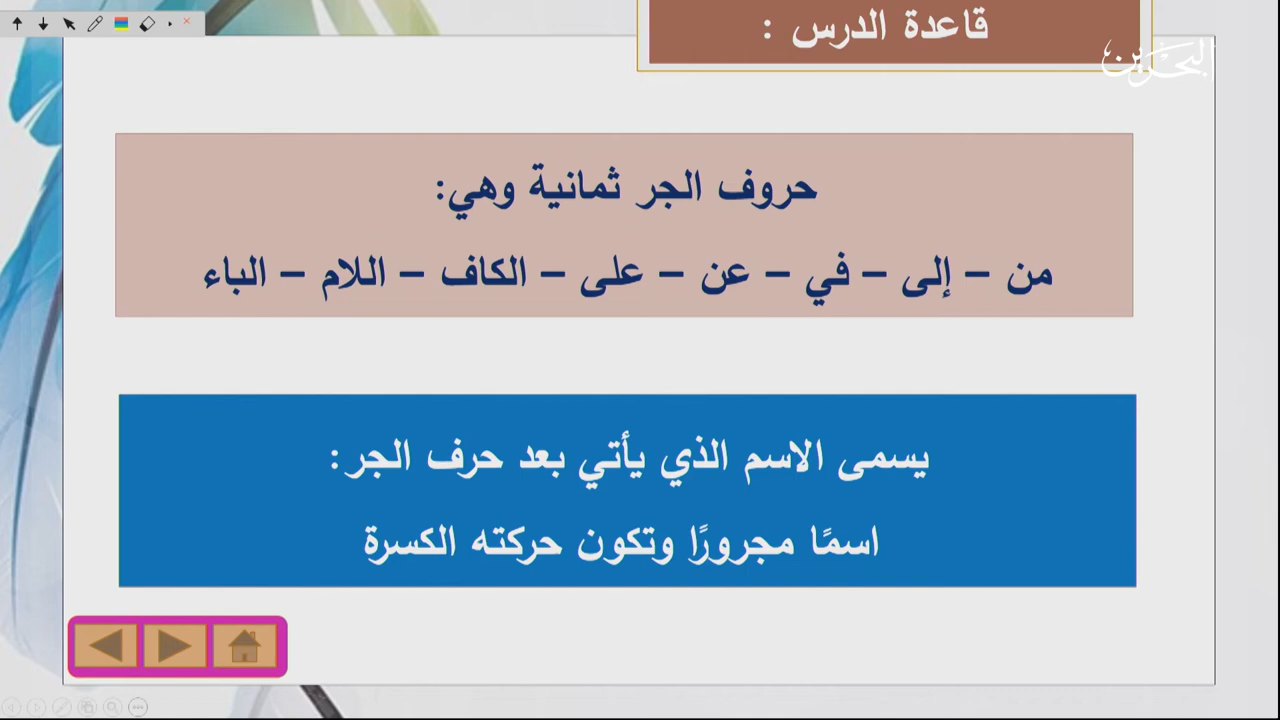 قاعدة الدرس :
البحرين
حروف الجر ثمانية وهي:
من – إلى – في – عن – على – الكاف – اللام – الباء
يسمى الاسم الذي يأتي بعد حرف الجر:
اسمًا مجرورًا وتكون حركته الكسرة